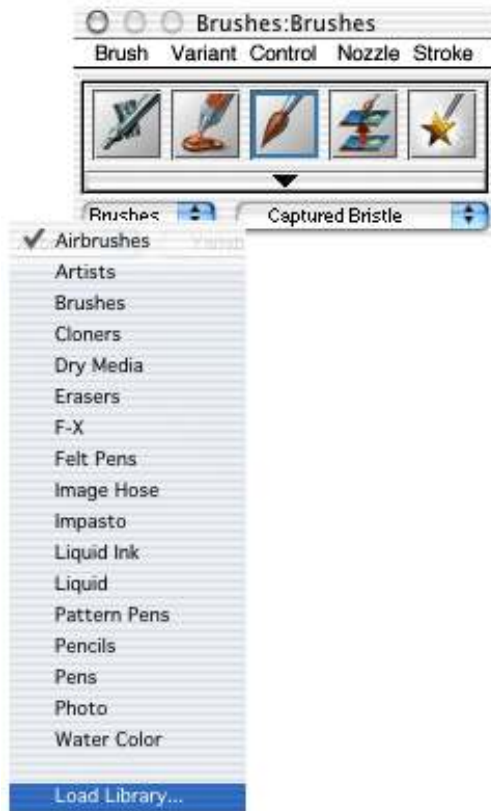 Brushes:Brushes
Brush Variant Control Nozzle Stroke
Brushes Captured Bristle
Airbrushes
Artists
Brushes
Cloners
Dry Media
Erasers
F-X
Felt Pens
Image Hose
Impasto
Liquid Ink
Liquid
Pattern Pens
Pencils
Pens
Photo
Water Color
Load Library...